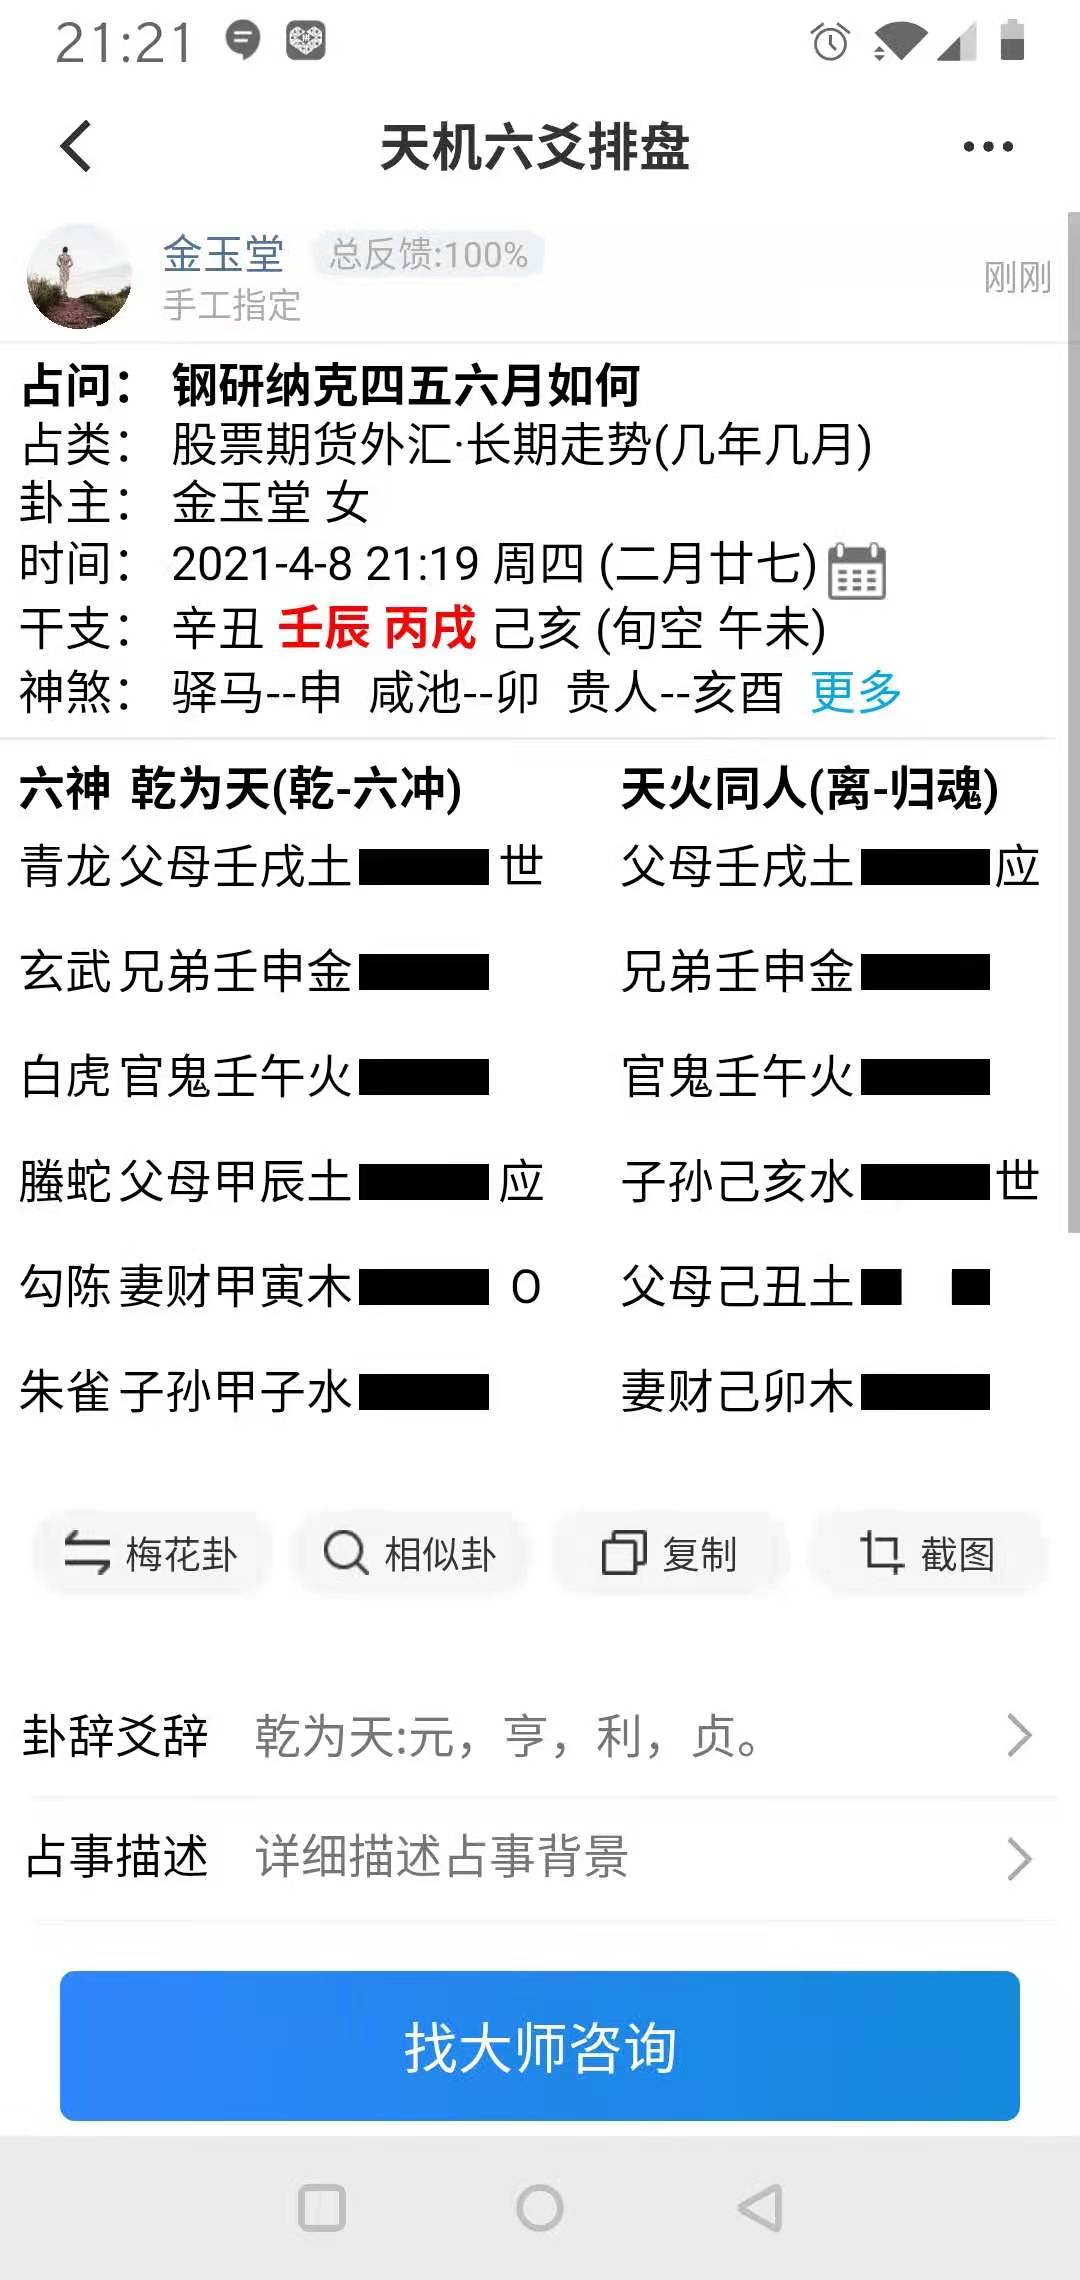 21:21
天机六爻排盘
金玉堂 总反馈:100%
手工指定
刚刚
占问： 钢研纳克四五六月如何
占类： 股票期货外汇·长期走势(几年几月)
卦主： 金玉堂 女
时间： 2021-4-8 21:19 周四 (二月廿七)
干支： 辛丑 壬辰 丙戌 己亥 (旬空 午未)
神煞： 驿马--申 咸池--卯 贵人--亥酉 更多
六神 乾为天(乾-六冲) 天火同人(离-归魂)
青龙 父母壬戌土 世 父母壬戌土 应
玄武 兄弟壬申金 兄弟壬申金
白虎 官鬼壬午火 官鬼壬午火
螣蛇 父母甲辰土 应 子孙己亥水 世
勾陈 妻财甲寅木 O 父母己丑土
朱雀 子孙甲子水 妻财己卯木
梅花卦 相似卦 复制 截图
卦辞爻辞 乾为天:元，亨，利，贞。
占事描述 详细描述占事背景
找大师咨询